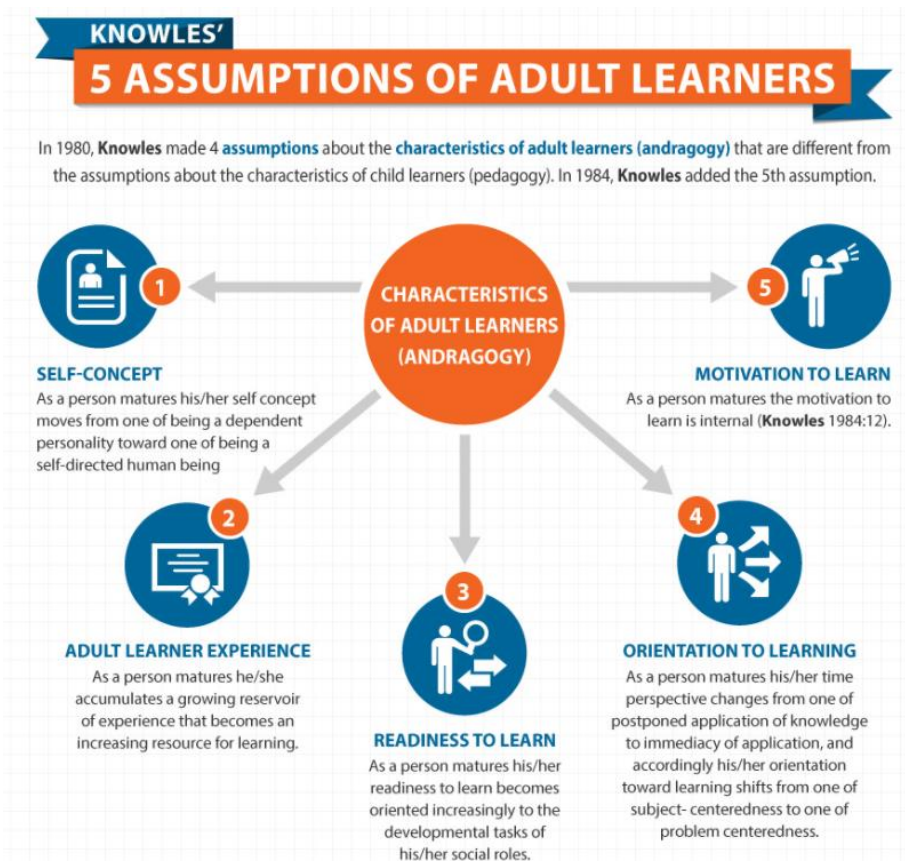 KNOWLES'
5 ASSUMPTIONS OF ADULT LEARNERS
In 1980, Knowles made 4 assumptions about the characteristics of adult learners (andragogy) that are different from
the assumptions about the characteristics of child learners (pedagogy). In 1984, Knowles added the 5th assumption.
CHARACTERISTICS
OF ADULT LEARNERS
(ANDRAGOGY)
1
SELF-CONCEPT
As a person matures his/her self concept
moves from one of being a dependent
personality toward one of being a
self-directed human being
2
ADULT LEARNER EXPERIENCE
As a person matures he/she
accumulates a growing reservoir
of experience that becomes an
increasing resource for learning.
3
READINESS TO LEARN
As a person matures his/her
readiness to learn becomes
oriented increasingly to the
developmental tasks of
his/her social roles.
4
ORIENTATION TO LEARNING
As a person matures his/her time
perspective changes from one of
postponed application of knowledge
to immediacy of application, and
accordingly his/her orientation
toward learning shifts from one of
subject- centeredness to one of
problem centeredness.
5
MOTIVATION TO LEARN
As a person matures the motivation to
learn is internal (Knowles 1984:12).